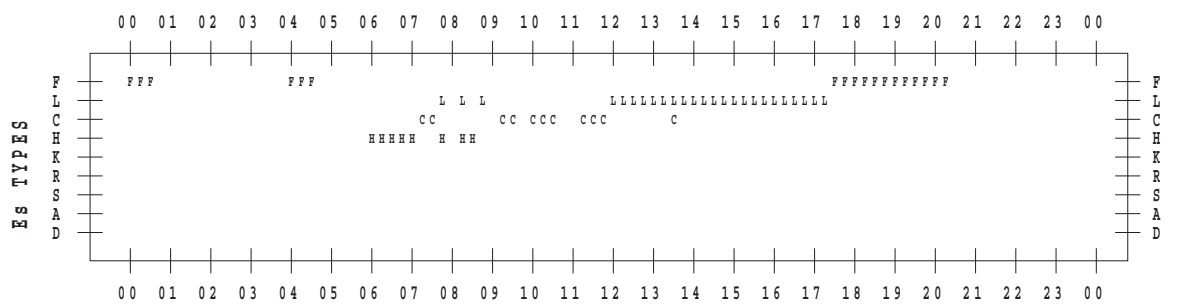 00 01 02 03 04 05 06 07 08 09 10 11 12 13 14 15 16 17 18 19 20 21 22 23 00
F FFF FFF FFFFFFFFFFFF F
L L L L LLLLLLLLLLLLLLLLLLLLLL L
C CC CC CCC CCC C C
H HHHHH H HH H
K K
R R
S S
A A
D D
Es TYPES
00 01 02 03 04 05 06 07 08 09 10 11 12 13 14 15 16 17 18 19 20 21 22 23 00